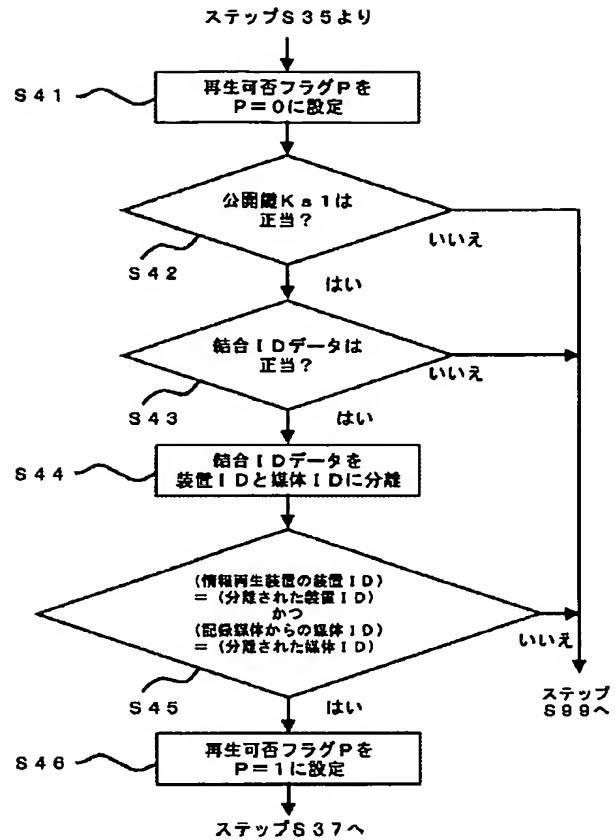 ステップS35より
S41
再生可否フラグPを
P=0に設定
公開鍵Ks1は
正当?
いいえ
S42
はい
結合IDデータは
正当?
いいえ
S43
はい
S44
結合IDデータを
装置IDと媒体IDに分離
(情報再生装置の装置ID)
=(分離された装置ID)
かつ
(記録媒体からの媒体ID)
=(分離された媒体ID)
いいえ
S45
はい
ステップ
S99へ
S46
再生可否フラグPを
P=1に設定
ステップS37へ